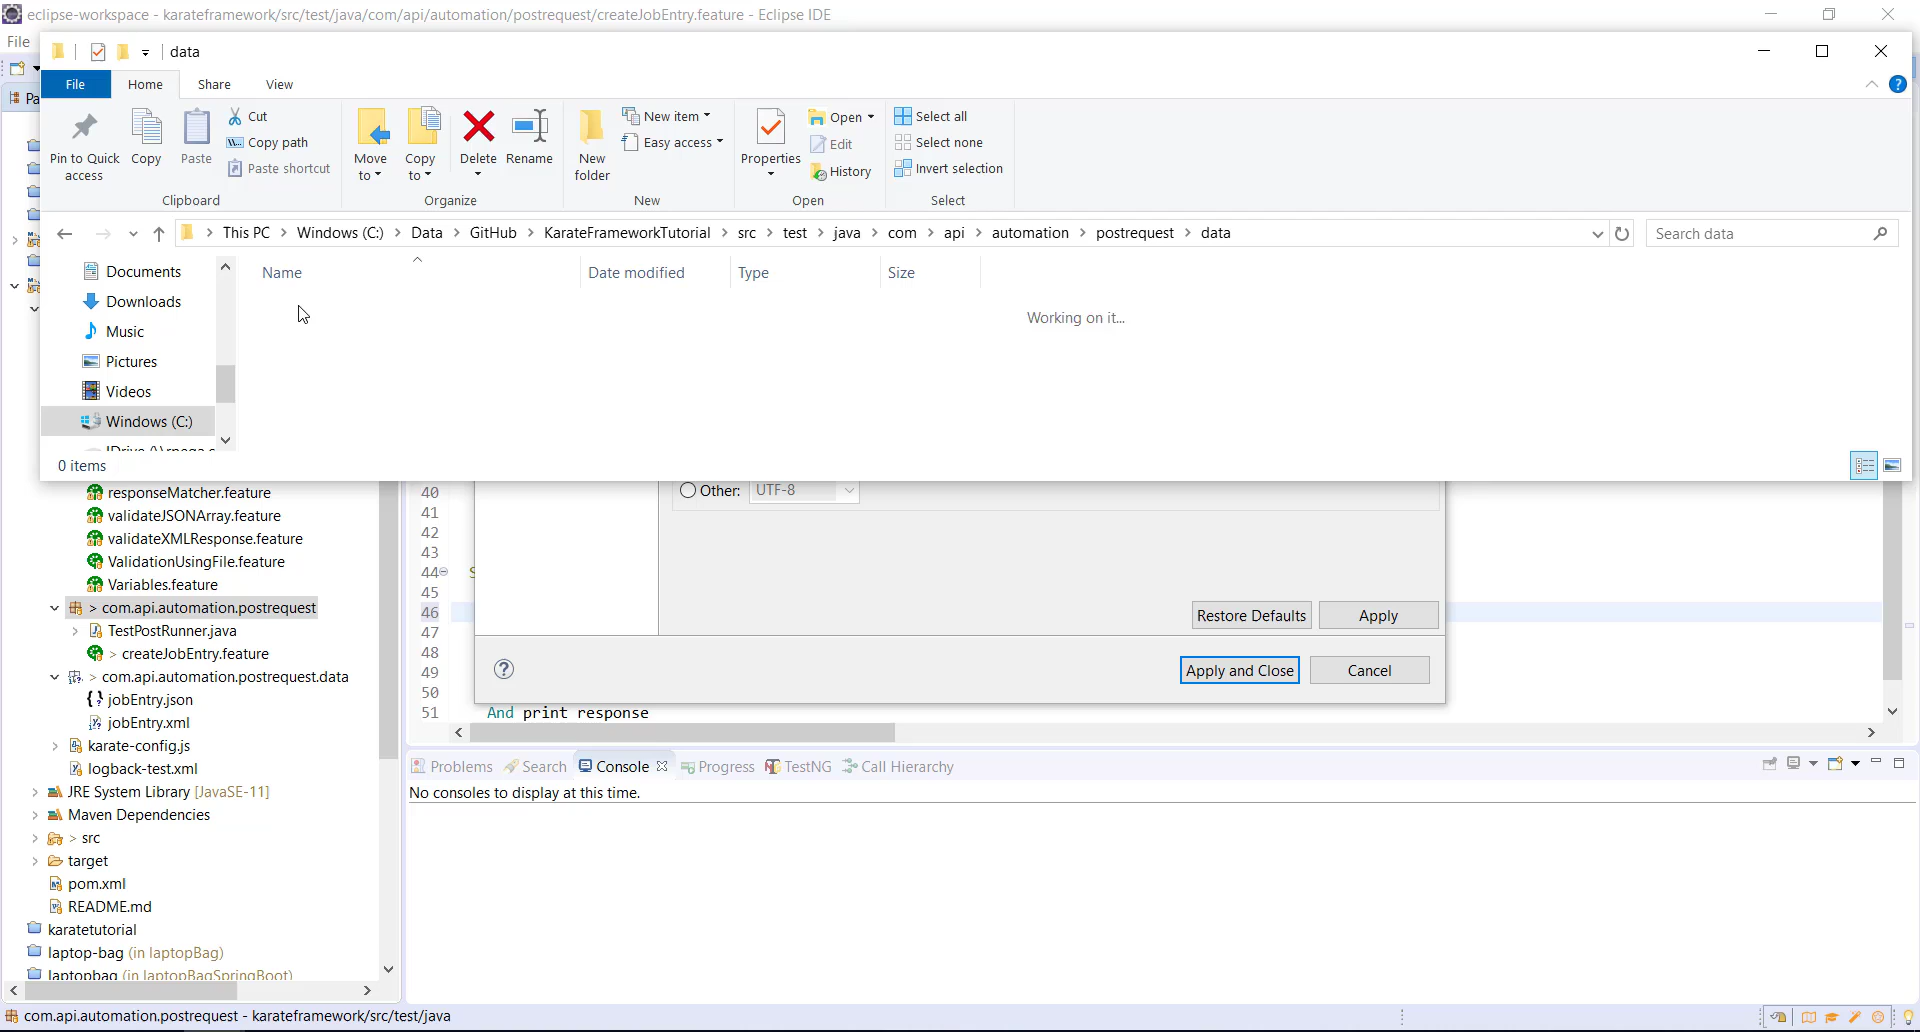 eclipse-workspace - karateframework/src/test/java/com/api/automation/postrequest/createJobEntry.feature - Eclipse IDE
File
data
File Home Share View
Pa
Pin to Quick access
Copy
Paste
Cut
Copy path
Paste shortcut
Move to
Copy to
Delete
Rename
New folder
New item
Easy access
Properties
Open
Edit
History
Select all
Select none
Invert selection
Clipboard Organize New Open Select
This PC Windows (C:) Data GitHub KarateFrameworkTutorial src test java com api automation postrequest data
Search data
Documents
Downloads
Music
Pictures
Videos
Windows (C:)
Name Date modified Type Size
Working on it...
0 items
responseMatcher.feature
validateJSONArray.feature
validateXMLResponse.feature
ValidationUsingFile.feature
Variables.feature
> com.api.automation.postrequest
TestPostRunner.java
> createJobEntry.feature
> com.api.automation.postrequest.data
jobEntry.json
jobEntry.xml
karate-config.js
logback-test.xml
JRE System Library [JavaSE-11]
Maven Dependencies
> src
target
pom.xml
README.md
karatetutorial
laptop-bag (in laptopBag)
laptopbag (in laptopBagSpringBoot)
40
41
42
43
44
45
46
47
48
49
50
51 And print response
Other: UTF-8
Restore Defaults Apply
Apply and Close Cancel
Problems Search Console Progress TestNG Call Hierarchy
No consoles to display at this time.
com.api.automation.postrequest - karateframework/src/test/java